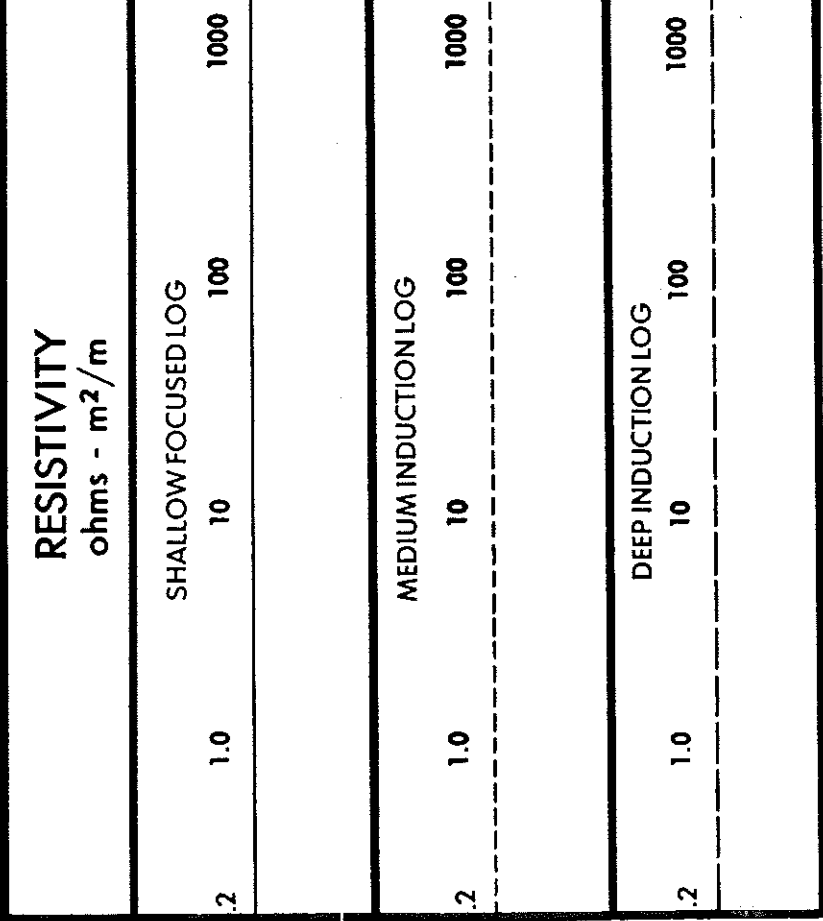 RESISTIVITY
ohms - m²/m
SHALLOW FOCUSED LOG
.2 1.0 10 100 1000
MEDIUM INDUCTION LOG
.2 1.0 10 100 1000
DEEP INDUCTION LOG
.2 1.0 10 100 1000